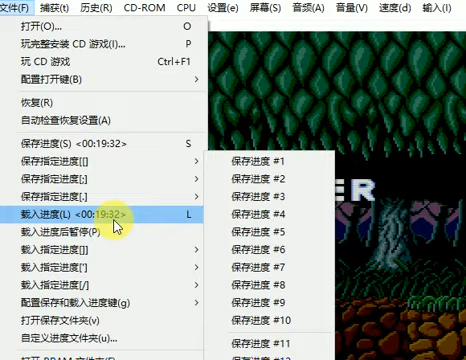 文件(F) 捕获(t) 历史(R) CD-ROM CPU 设置(e) 屏幕(S) 音频(A) 音量(V) 速度(d) 输入(I)
打开(O)... O
玩完整安装 CD 游戏(I)... P
玩 CD 游戏 Ctrl+F1
配置打开键(B)
恢复(R)
自动检查恢复设置(A)
保存进度(S) <00:19:32> S
保存指定进度[[]
保存指定进度[;]
保存指定进度[,]
载入进度(L) <00:19:32> L
载入进度后暂停(P)
载入指定进度[]]
载入指定进度[']
载入指定进度[/]
配置保存和载入进度键(g)
打开保存文件夹(v)
自定义进度文件夹(u)...
保存进度 #1
保存进度 #2
保存进度 #3
保存进度 #4
保存进度 #5
保存进度 #6
保存进度 #7
保存进度 #8
保存进度 #9
保存进度 #10
保存进度 #11
ER